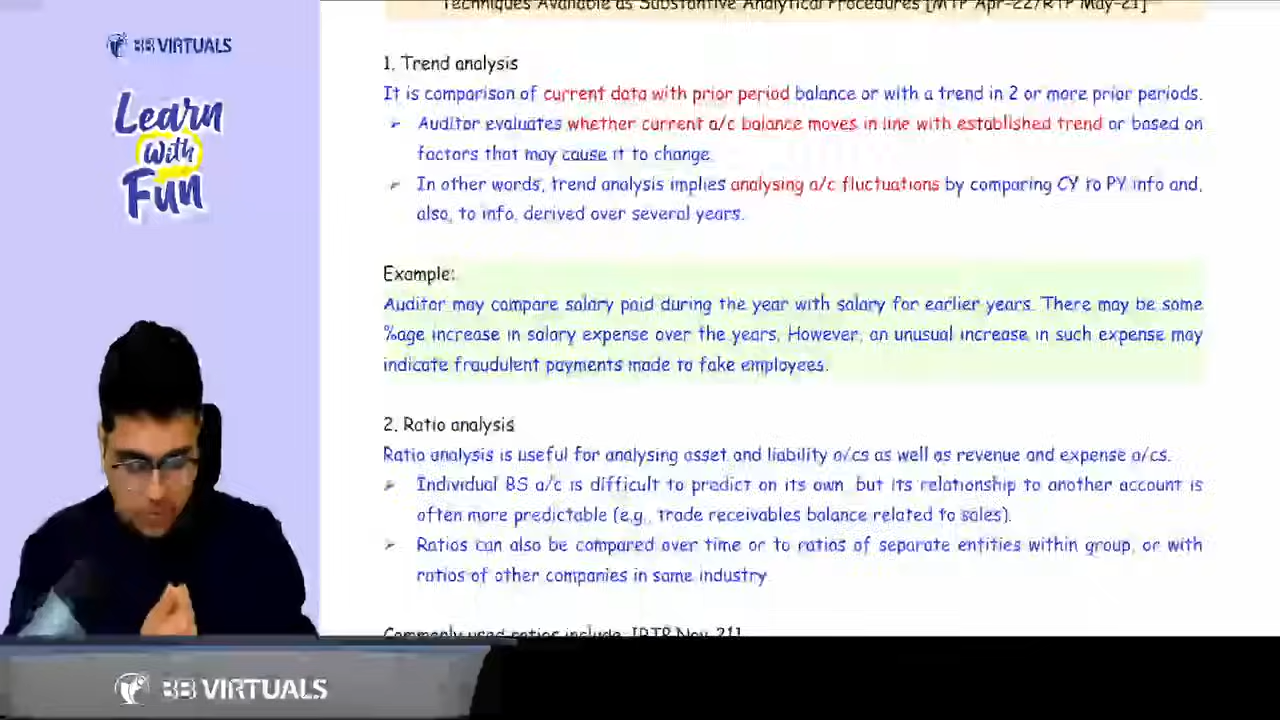 Techniques Available as Substantive Analytical Procedures [MTP Apr-22/RTP May-21]
BB VIRTUALS
Learn
With
Fun
1. Trend analysis
It is comparison of current data with prior period balance or with a trend in 2 or more prior periods.
➢ Auditor evaluates whether current a/c balance moves in line with established trend or based on
factors that may cause it to change.
➢ In other words, trend analysis implies analysing a/c fluctuations by comparing CY to PY info and,
also, to info. derived over several years.
Example:
Auditor may compare salary paid during the year with salary for earlier years. There may be some
%age increase in salary expense over the years. However, an unusual increase in such expense may
indicate fraudulent payments made to fake employees.
2. Ratio analysis
Ratio analysis is useful for analysing asset and liability a/cs as well as revenue and expense a/cs.
➢ Individual BS a/c is difficult to predict on its own but its relationship to another account is
often more predictable (e.g., trade receivables balance related to sales).
➢ Ratios can also be compared over time or to ratios of separate entities within group, or with
ratios of other companies in same industry
Commonly used ratios include [RTP Nov-21]
BB VIRTUALS